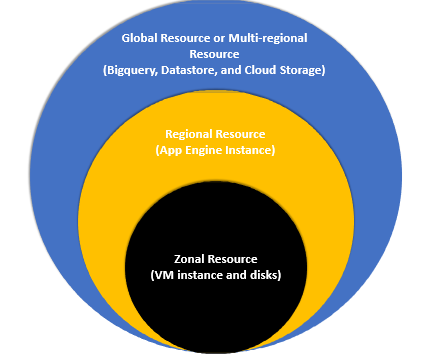 Global Resource or Multi-regional
Resource
(Bigquery, Datastore, and Cloud Storage)
Regional Resource
(App Engine Instance)
Zonal Resource
(VM instance and disks)